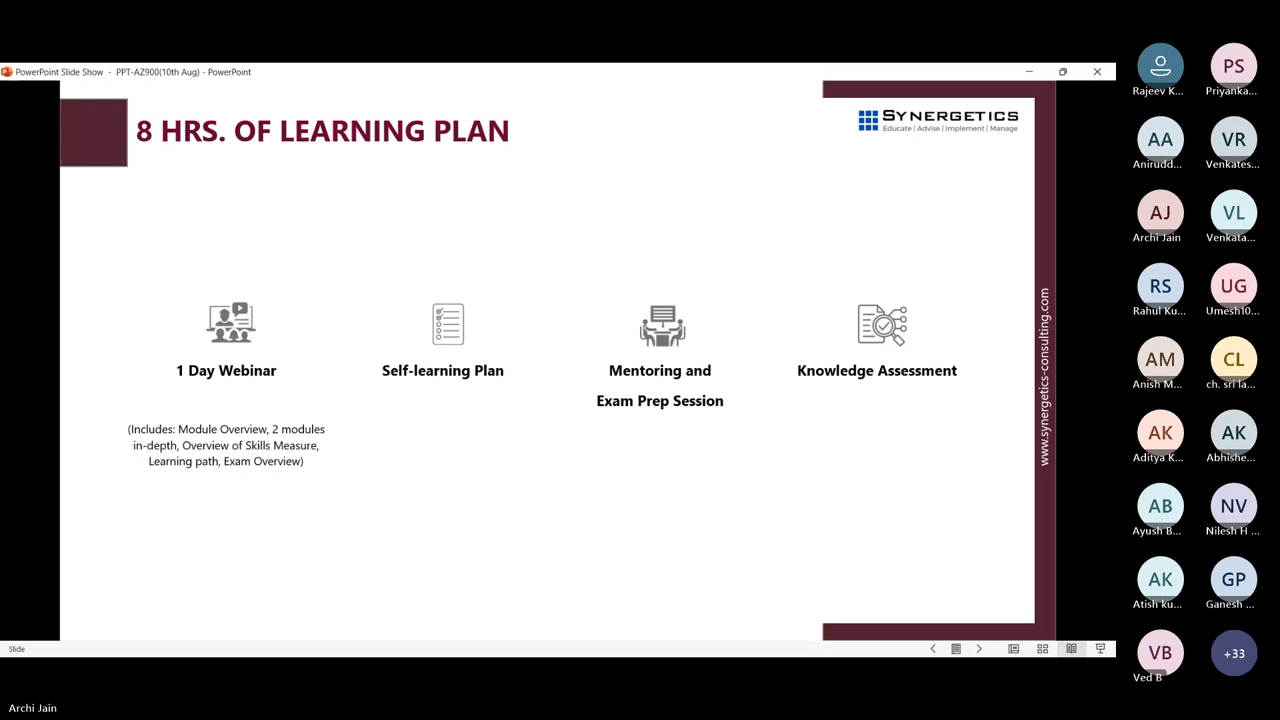 PowerPoint Slide Show - PPT-AZ900(10th Aug) - PowerPoint
8 HRS. OF LEARNING PLAN
SYNERGETICS
Educate | Advise | Implement | Manage
1 Day Webinar
(Includes: Module Overview, 2 modules
in-depth, Overview of Skills Measure,
Learning path, Exam Overview)
Self-learning Plan
Mentoring and
Exam Prep Session
Knowledge Assessment
www.synergetics-consulting.com
Slide
Rajeev K...
PS
Priyanka...
AA
Anirudd...
VR
Venkates...
AJ
Archi Jain
VL
Venkata...
RS
Rahul Ku...
UG
Umesh10...
AM
Anish M...
CL
ch. sri la...
AK
Aditya K...
AK
Abhishe...
AB
Ayush B...
NV
Nilesh H ...
AK
Atish ku...
GP
Ganesh ...
VB
Ved B
+33
Archi Jain